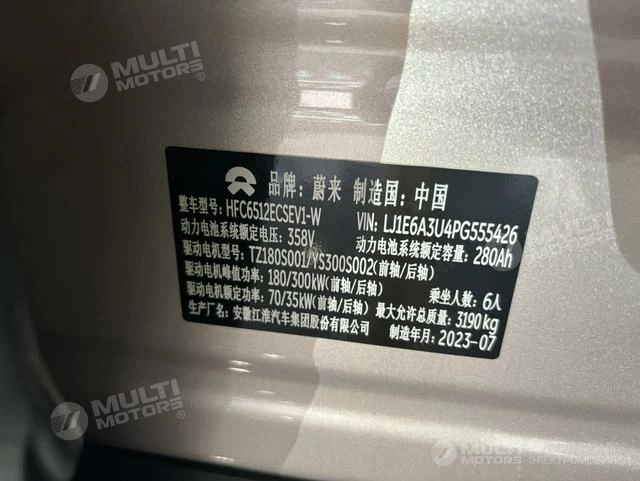 MULTI MOTORS®
MULTI MOTORS®
品牌: 蔚来 制造国: 中国
整车型号: HFC6512ECSEV1-W VIN: LJ1E6A3U4PG555426
动力电池系统额定电压: 358V 动力电池系统额定容量: 280Ah
驱动电机型号: TZ180S001/YS300S002(前轴/后轴)
驱动电机峰值功率: 180/300kW(前轴/后轴) 乘坐人数: 6人
驱动电机额定功率: 70/35kW(前轴/后轴) 最大允许总质量: 3190kg
生产厂名: 安徽江淮汽车集团股份有限公司 制造年月: 2023-07
MULTI MOTORS®
MULTI MOTORS
ЭЛЕКТРОМОБИЛИ